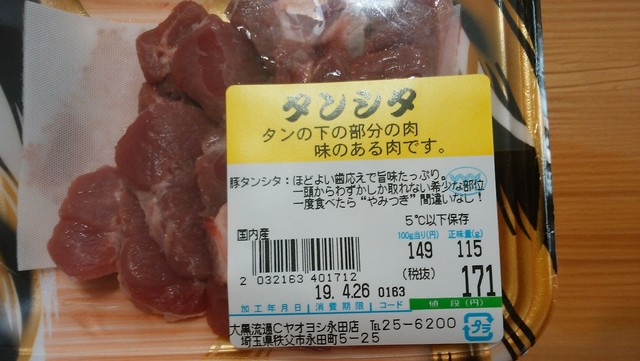 タンシタ
タンの下の部分の肉
味のある肉です。
豚タンシタ：ほどよい歯応えで旨味たっぷり。
一頭からわずかしか取れない希少な部位
一度食べたら“やみつき”間違いなし！
5℃以下保存
国内産
100g当り(円) 正味量(g)
149 115
(税抜)
171
2 032163 401712
19.4.26 0163
加工年月日 消費期限 コード 値段(円)
大黒流通Cヤオヨシ永田店 ℡25-6200
埼玉県秩父市永田町5-25
プラ